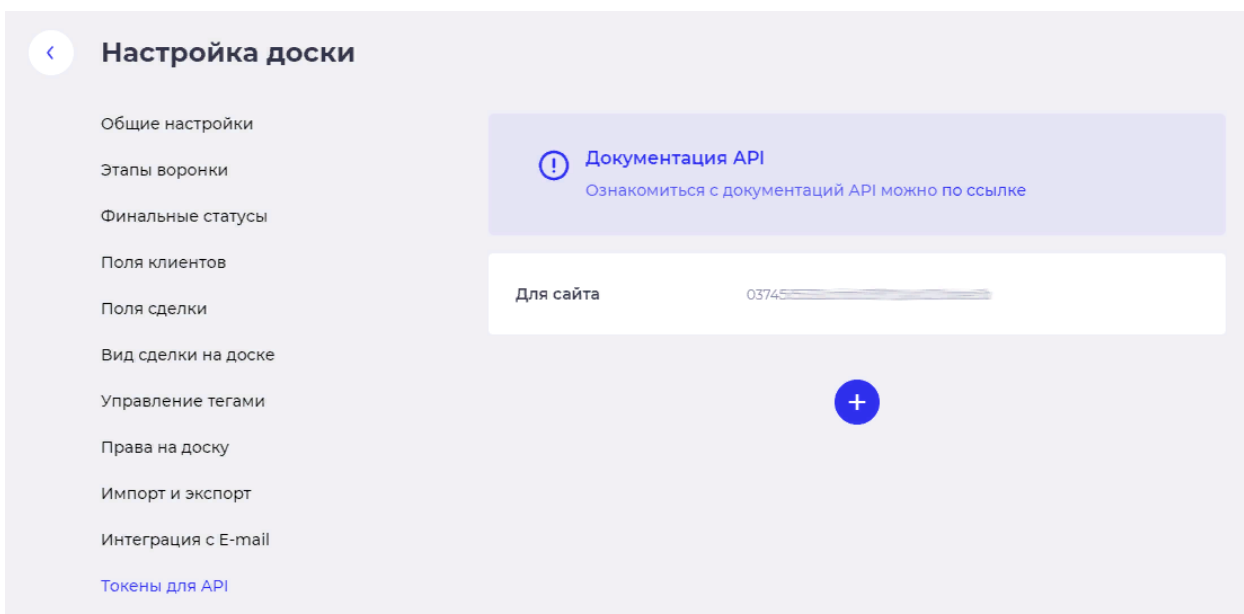 Настройка доски
Общие настройки
Этапы воронки
Финальные статусы
Поля клиентов
Поля сделки
Вид сделки на доске
Управление тегами
Права на доску
Импорт и экспорт
Интеграция с E-mail
Токены для API
Документация API
Ознакомиться с документаций API можно по ссылке
Для сайта 03745